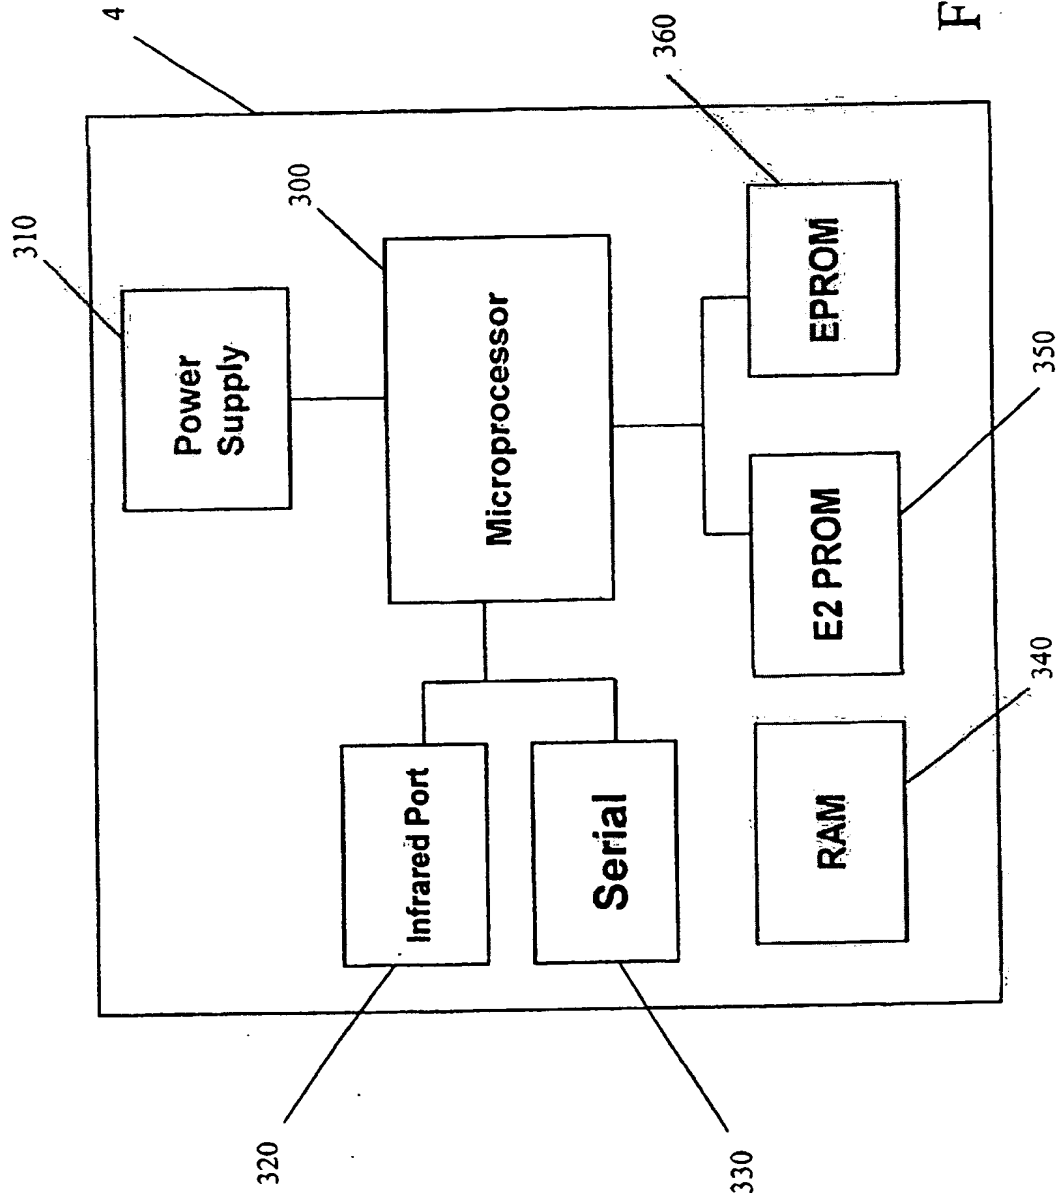 310
4
Power
Supply
320
300
Infrared Port
Microprocessor
Serial
360
330
RAM
E2 PROM
EPROM
F
340
350